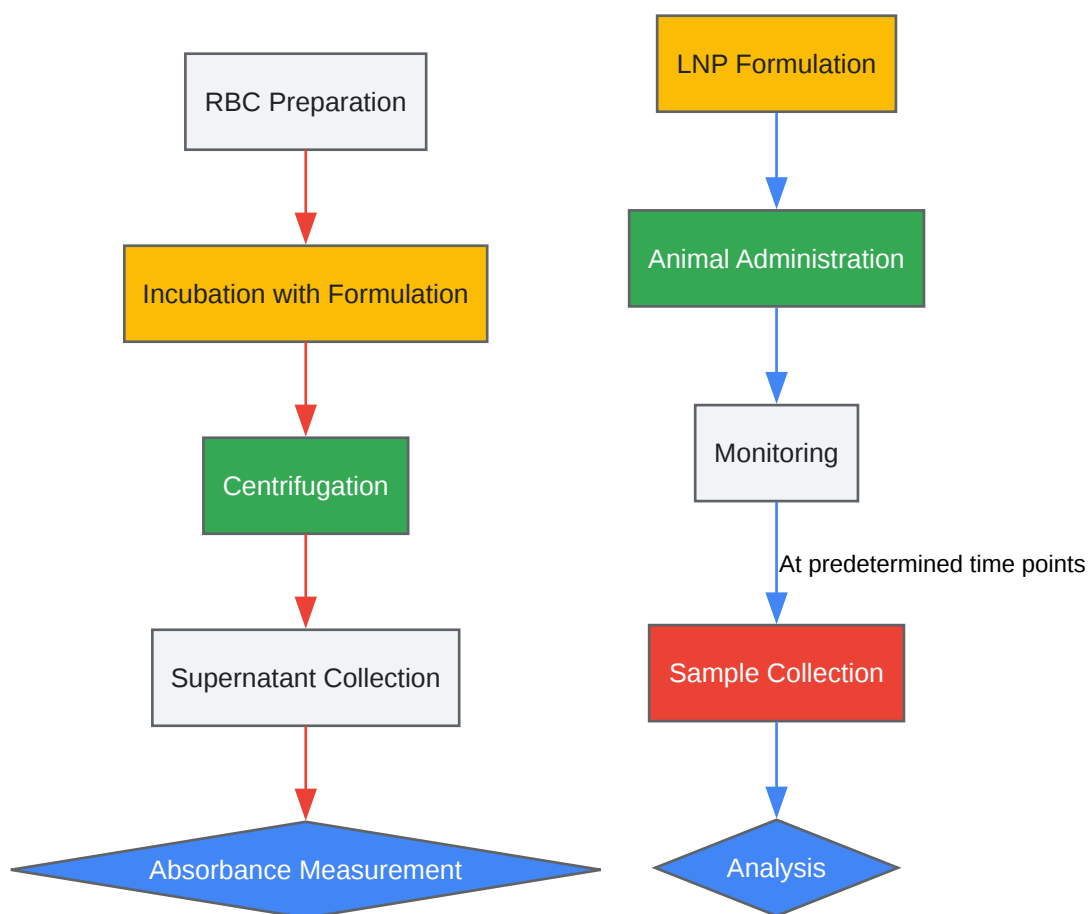 RBC Preparation
Incubation with Formulation
Centrifugation
Supernatant Collection
Absorbance Measurement
LNP Formulation
Animal Administration
Monitoring
At predetermined time points
Sample Collection
Analysis